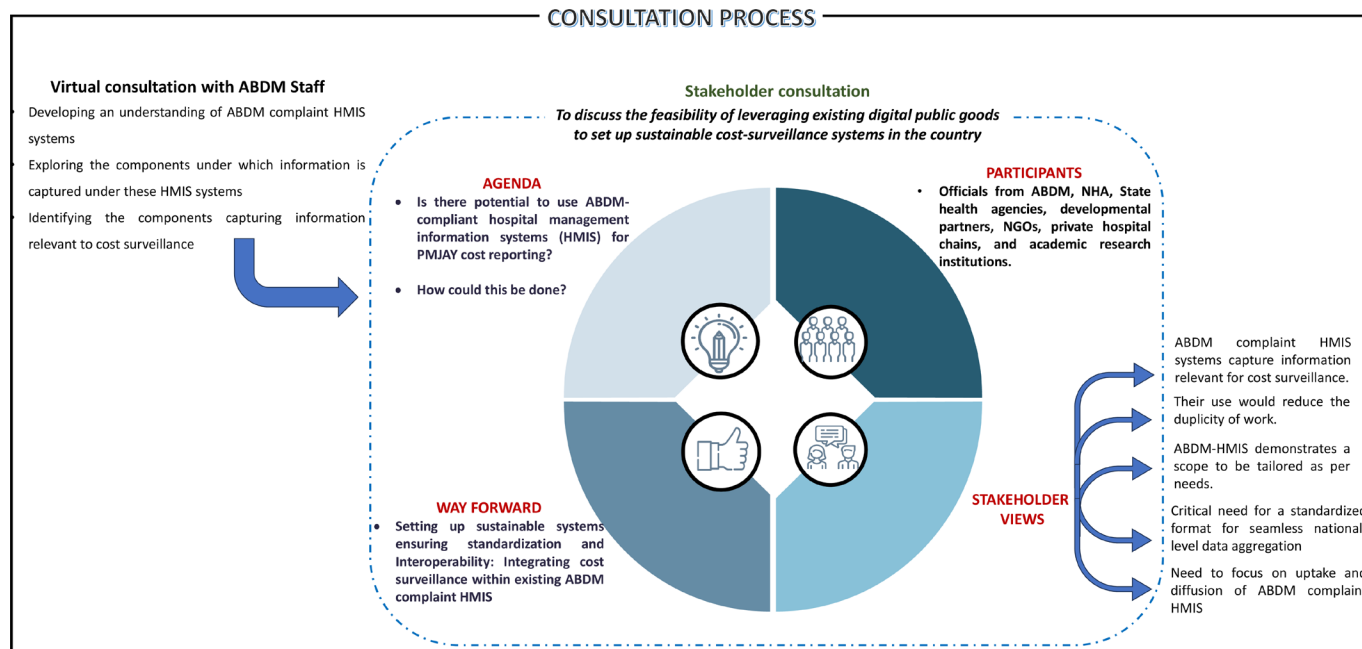 CONSULTATION PROCESS
Virtual consultation with ABDM Staff
Developing an understanding of ABDM complaint HMIS
systems
• Exploring the components under which information is
captured under these HMIS systems
Identifying the components capturing information
relevant to cost surveillance
Stakeholder consultation
To discuss the feasibility of leveraging existing digital public goods
to set up sustainable cost-surveillance systems in the country
AGENDA
• Is there potential to use ABDM-
compliant hospital management
information systems (HMIS) for
PMJAY cost reporting?
• How could this be done?
PARTICIPANTS
• Officials from ABDM, NHA, State
health agencies, developmental
partners, NGOs, private hospital
chains, and academic research
institutions.
WAY FORWARD
• Setting up sustainable systems
ensuring standardization and
Interoperability: Integrating cost
surveillance within existing ABDM
complaint HMIS
STAKEHOLDER
VIEWS
ABDM complaint HMIS
systems capture information
relevant for cost surveillance.
Their use would reduce the
duplicity of work.
ABDM-HMIS demonstrates a
scope to be tailored as per
needs.
Critical need for a standardized
format for seamless national
level data aggregation
Need to focus on uptake and
diffusion of ABDM complain
HMIS